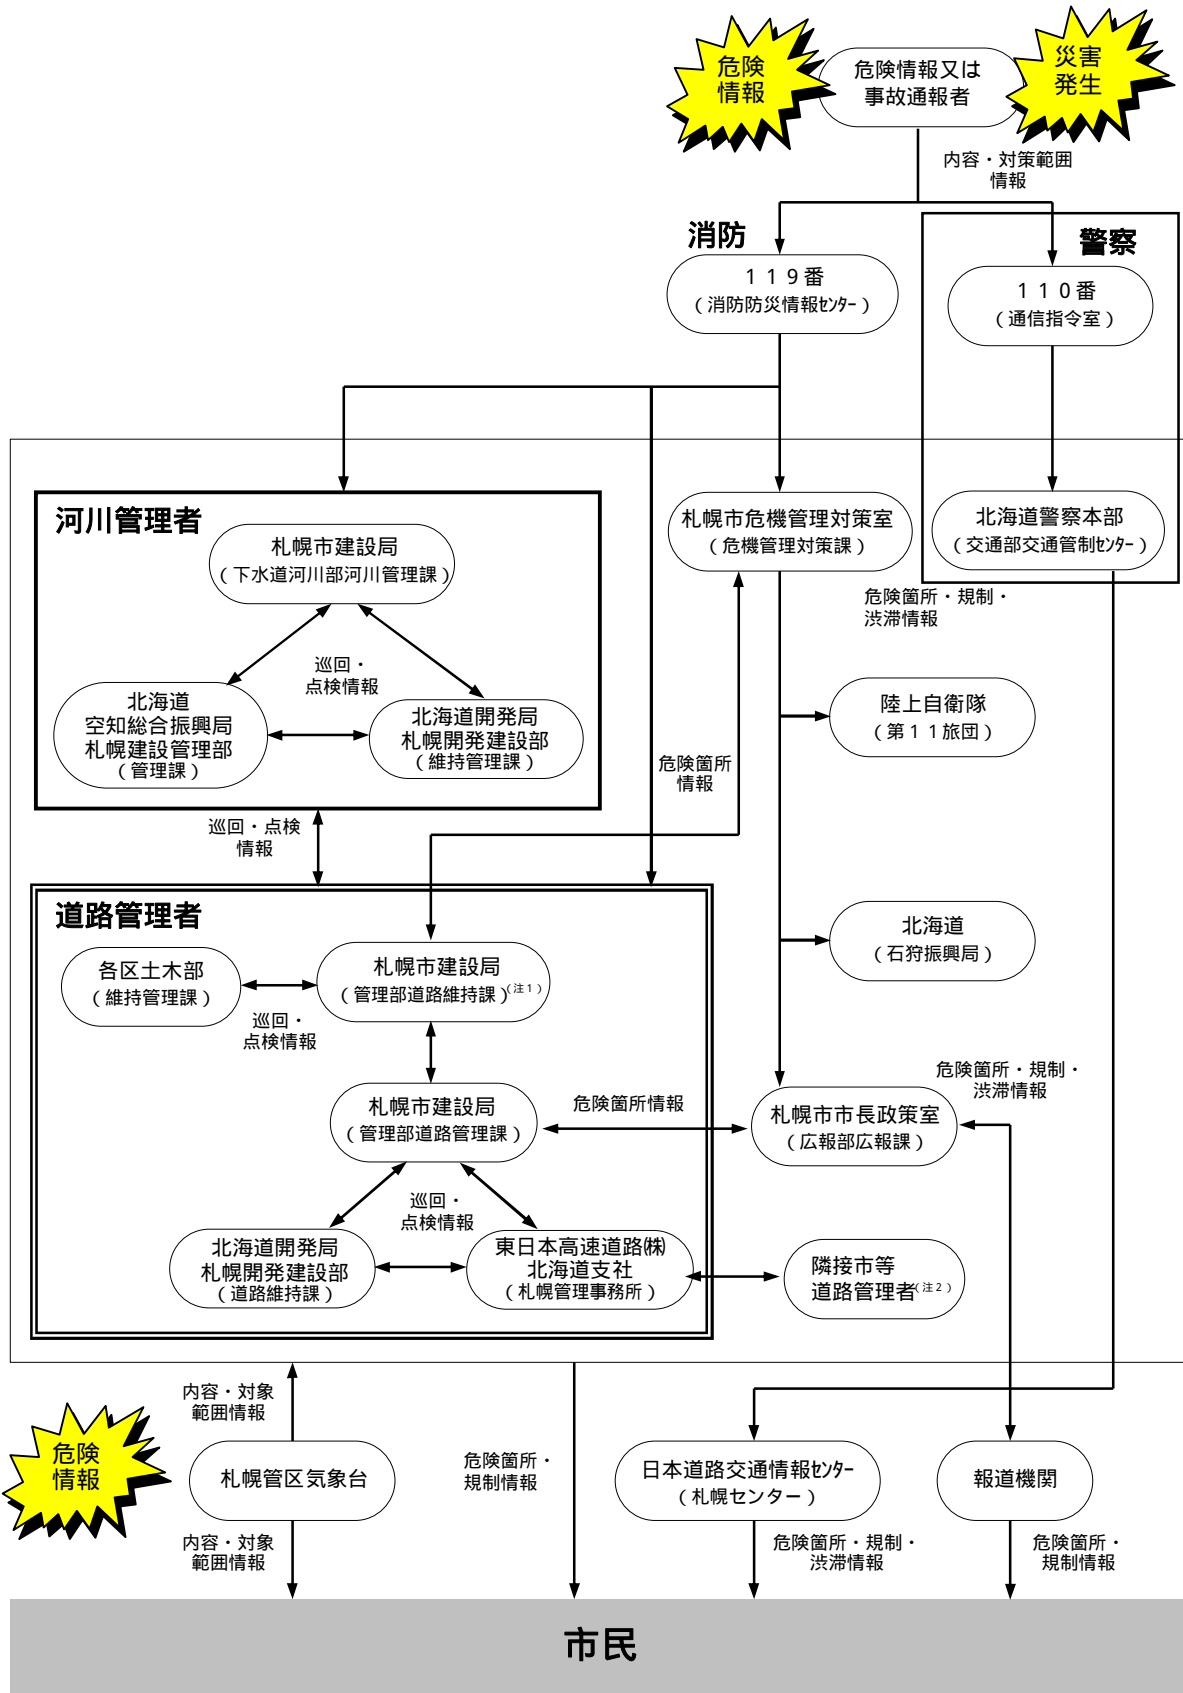 危険
情報
危険情報又は
事故通報者
災害
発生
内容・対策範囲
情報
消防
１１９番
（消防防災情報ｾﾝﾀｰ）
警察
１１０番
（通信指令室）
河川管理者
札幌市建設局
（下水道河川部河川管理課）
巡回・
点検情報
北海道
空知総合振興局
札幌建設管理部
（管理課）
北海道開発局
札幌開発建設部
（維持管理課）
札幌市危機管理対策室
（危機管理対策課）
北海道警察本部
（交通部交通管制ｾﾝﾀｰ）
危険箇所・規制・
渋滞情報
陸上自衛隊
（第１１旅団）
危険箇所
情報
巡回・点検
情報
道路管理者
各区土木部
（維持管理課）
札幌市建設局
（管理部道路維持課）（注１）
巡回・
点検情報
北海道
（石狩振興局）
札幌市建設局
（管理部道路管理課）
危険箇所情報
札幌市市長政策室
（広報部広報課）
危険箇所・規制・
渋滞情報
巡回・
点検情報
北海道開発局
札幌開発建設部
（道路維持課）
東日本高速道路㈱
北海道支社
（札幌管理事務所）
隣接市等
道路管理者（注２）
危険
情報
内容・対象
範囲情報
札幌管区気象台
内容・対象
範囲情報
危険箇所・
規制情報
日本道路交通情報ｾﾝﾀｰ
（札幌センター）
危険箇所・規制・
渋滞情報
報道機関
危険箇所・
規制情報
市民